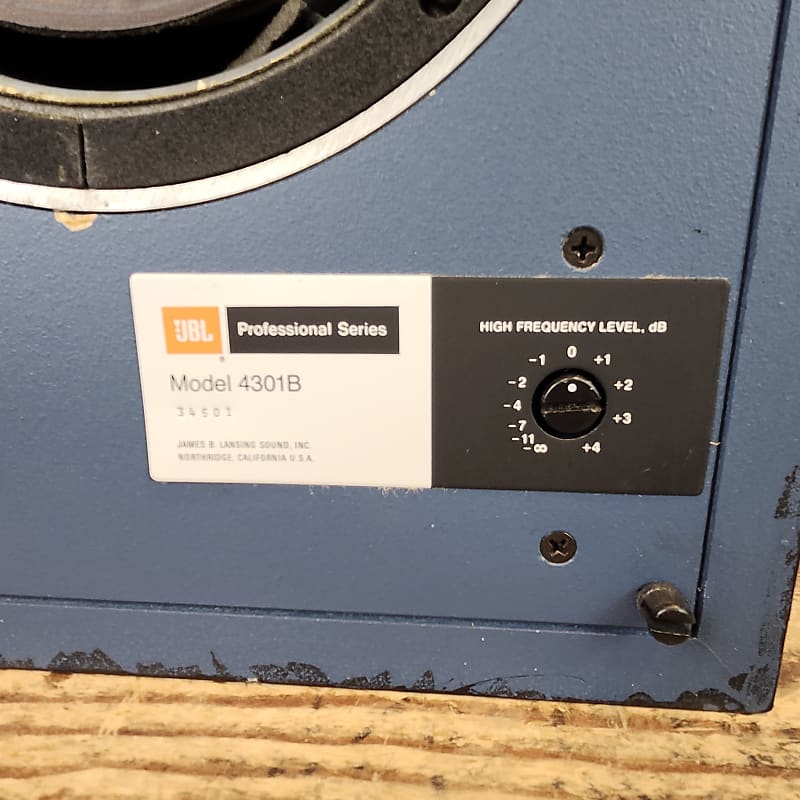 JBL Professional Series
Model 4301B
34501
JAMES B. LANSING SOUND, INC.
NORTHRIDGE, CALIFORNIA U.S.A.
HIGH FREQUENCY LEVEL, dB
-1 0 +1
-2 +2
-4 +3
-7
-11
-∞ +4